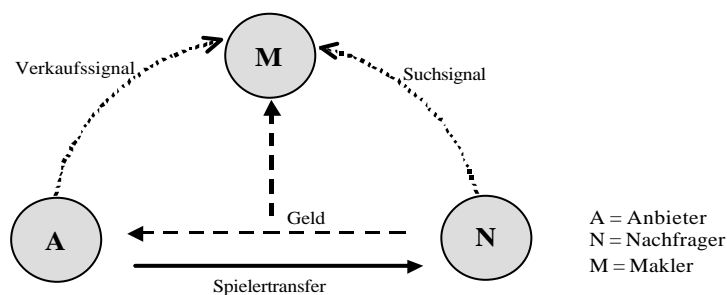 M
Verkaufssignal
Suchsignal
Geld
A
N
Spielertransfer
A = Anbieter
N = Nachfrager
M = Makler